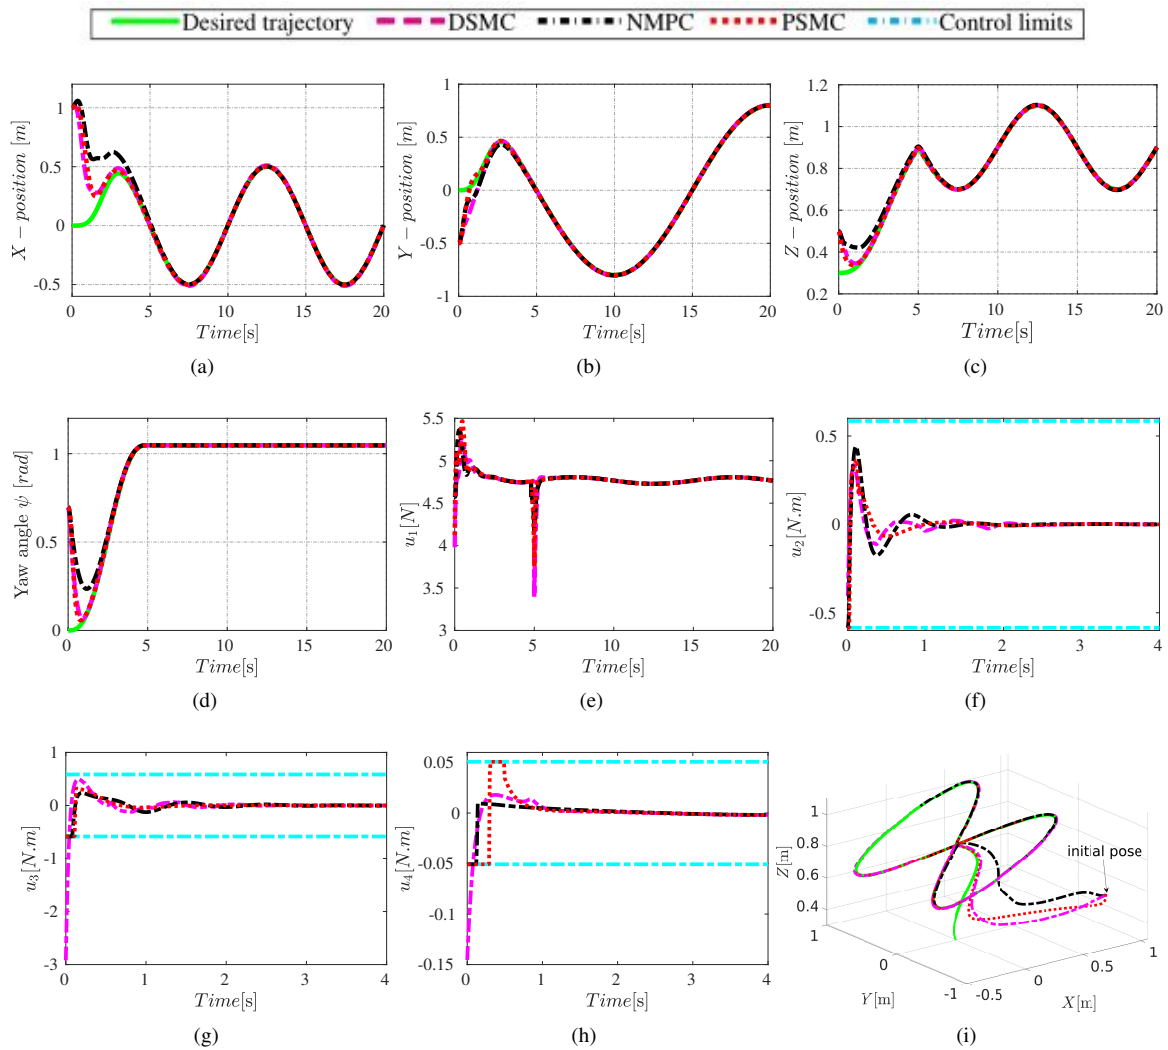 Desired trajectory DSMC NMPC PSMC Control limits
X − position [m]
1
0.5
0
-0.5
0 5 10 15 20
Time[s]
(a)
Y − position [m]
1
0.5
0
-0.5
-1
0 5 10 15 20
Time[s]
(b)
Z − position [m]
1.2
1
0.8
0.6
0.4
0.2
0 5 10 15 20
Time[s]
(c)
Yaw angle ψ [rad]
1
0.5
0
0 5 10 15 20
Time[s]
(d)
u1[N]
5.5
5
4.5
4
3.5
3
0 5 10 15 20
Time[s]
(e)
u2[N.m]
0.5
0
-0.5
0 1 2 3 4
Time[s]
(f)
u3[N.m]
1
0
-1
-2
-3
0 1 2 3 4
Time[s]
(g)
u4[N.m]
0.05
0
-0.05
-0.1
-0.15
0 1 2 3 4
Time[s]
(h)
Z[m]
1
0.8
0.6
0.4
initial pose
1
0
-1
Y[m]
-0.5
0
0.5
1
X[m]
(i)